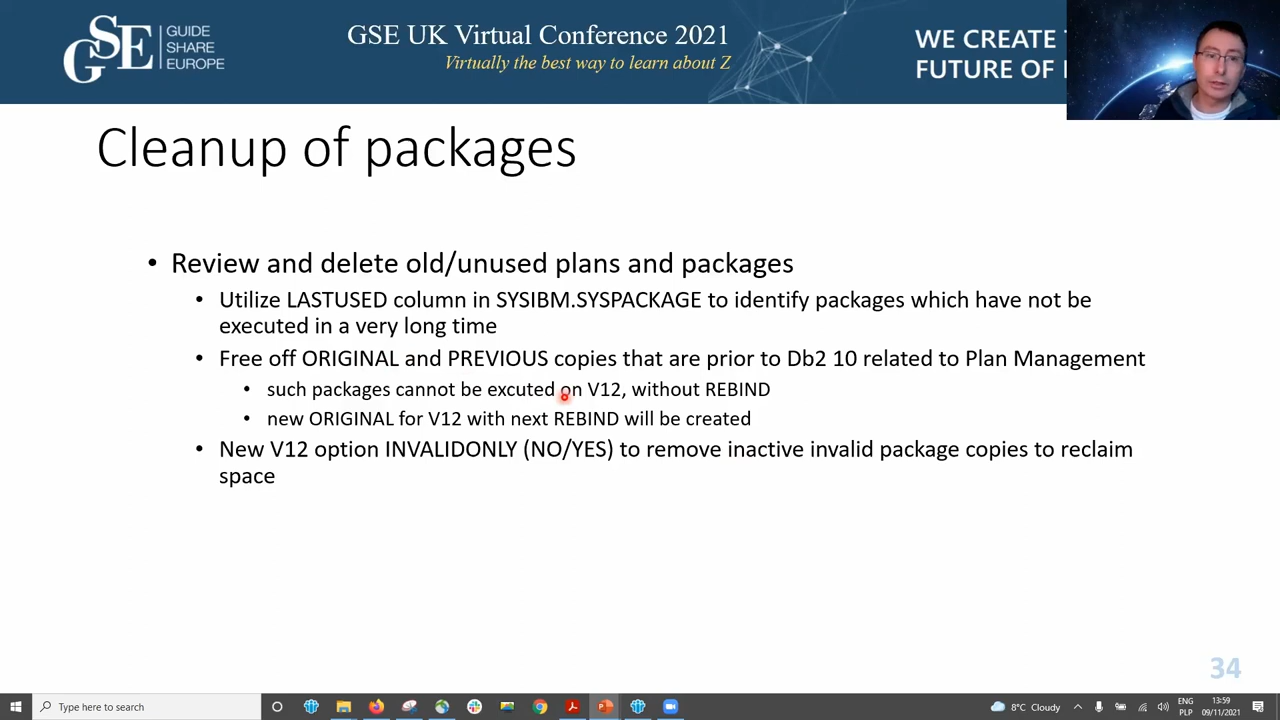 GSE
GUIDE
SHARE
EUROPE
GSE UK Virtual Conference 2021
Virtually the best way to learn about Z
WE CREATE
FUTURE OF
Cleanup of packages
• Review and delete old/unused plans and packages
• Utilize LASTUSED column in SYSIBM.SYSPACKAGE to identify packages which have not be
executed in a very long time
• Free off ORIGINAL and PREVIOUS copies that are prior to Db2 10 related to Plan Management
• such packages cannot be excuted on V12, without REBIND
• new ORIGINAL for V12 with next REBIND will be created
• New V12 option INVALIDONLY (NO/YES) to remove inactive invalid package copies to reclaim
space
34
Type here to search
8°C Cloudy
ENG
PLP
13:59
09/11/2021